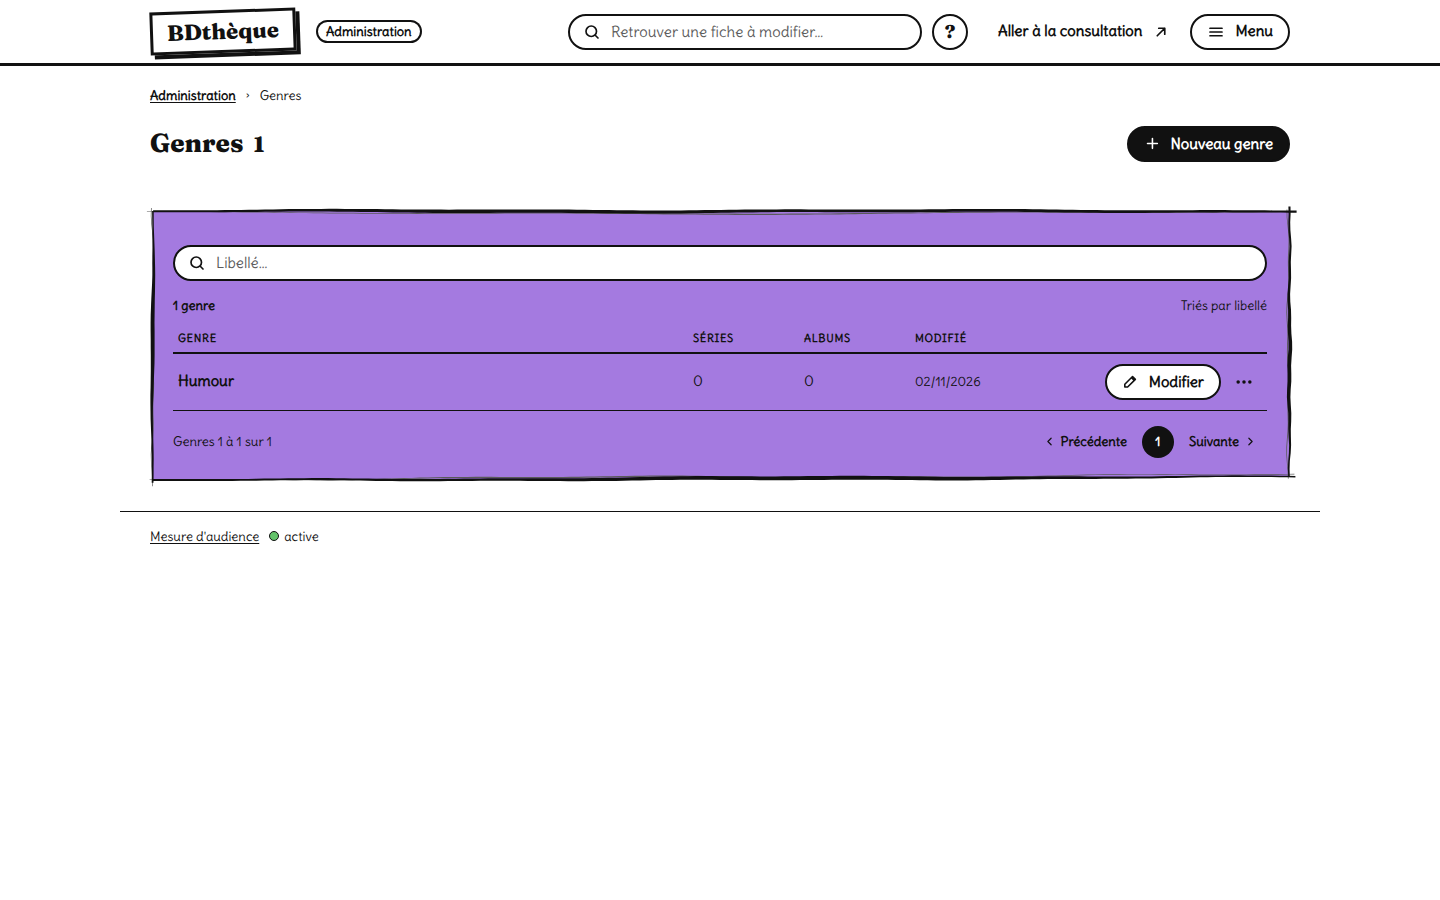 BDthèque
Administration
Retrouver une fiche à modifier...
?
Aller à la consultation
Menu
Administration › Genres
Genres 1
Nouveau genre
Libellé...
1 genre
Triés par libellé
GENRE SÉRIES ALBUMS MODIFIÉ
Humour 0 0 02/11/2026 Modifier
Genres 1 à 1 sur 1
Précédente 1 Suivante
Mesure d'audience active